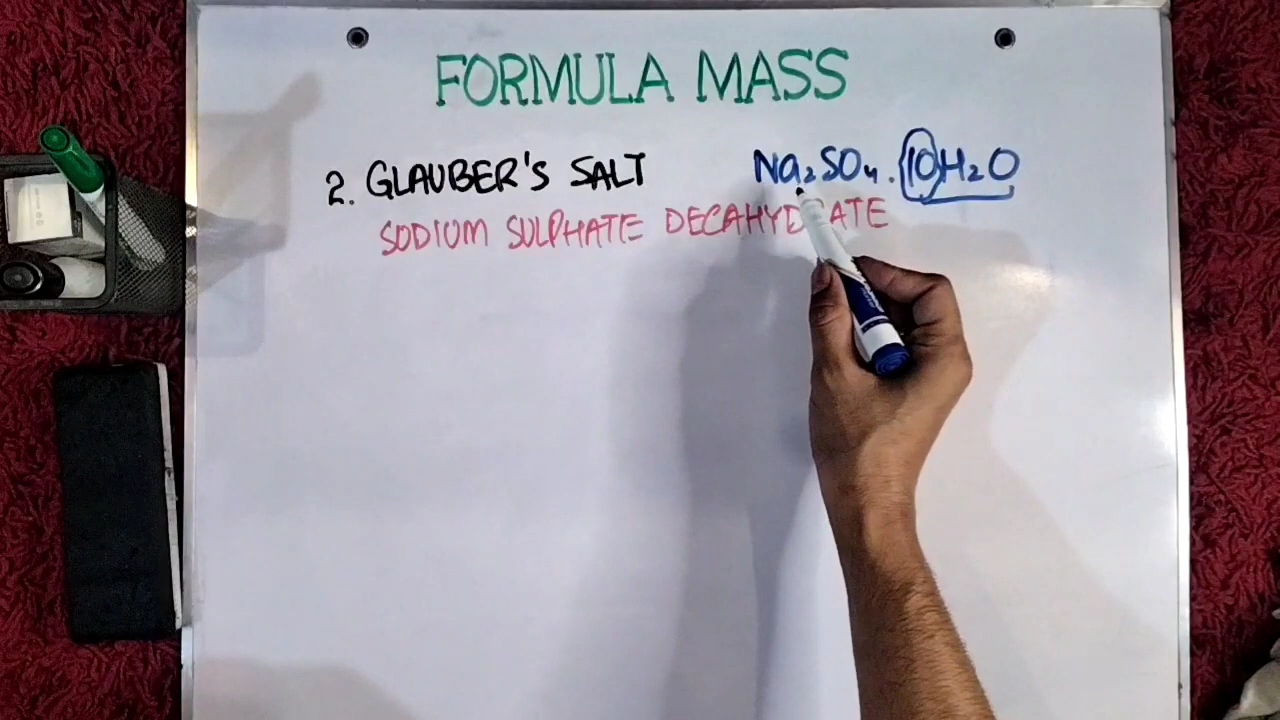 FORMULA MASS
2. GLAUBER'S SALT Na₂SO₄.10H₂O
SODIUM SULPHATE DECAHYDRATE